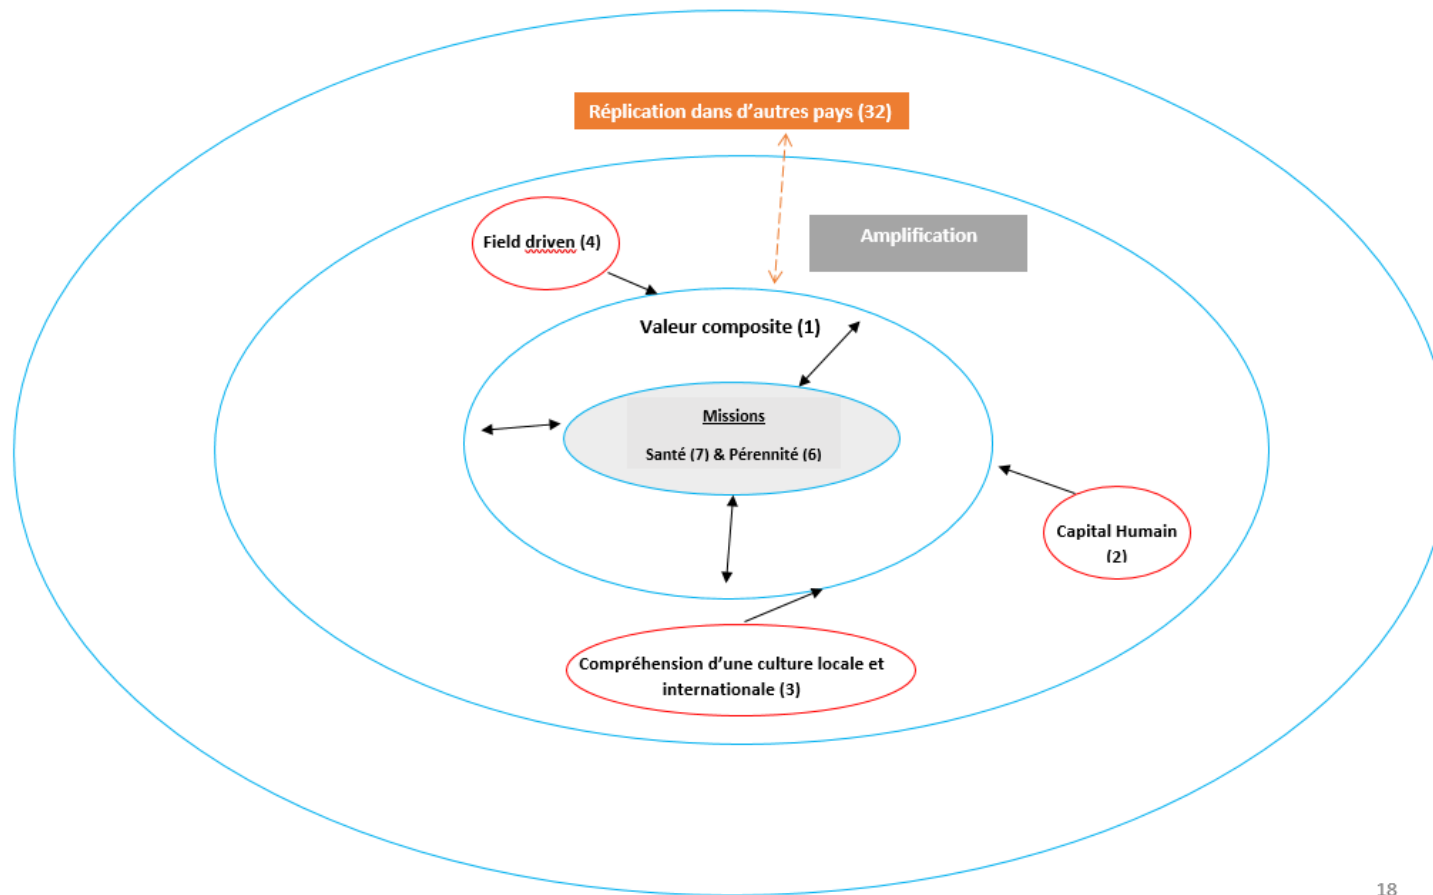 Réplication dans d’autres pays (32)
Amplification
Field driven (4)
Valeur composite (1)
Missions
Santé (7) & Pérennité (6)
Capital Humain
(2)
Compréhension d’une culture locale et
internationale (3)
18